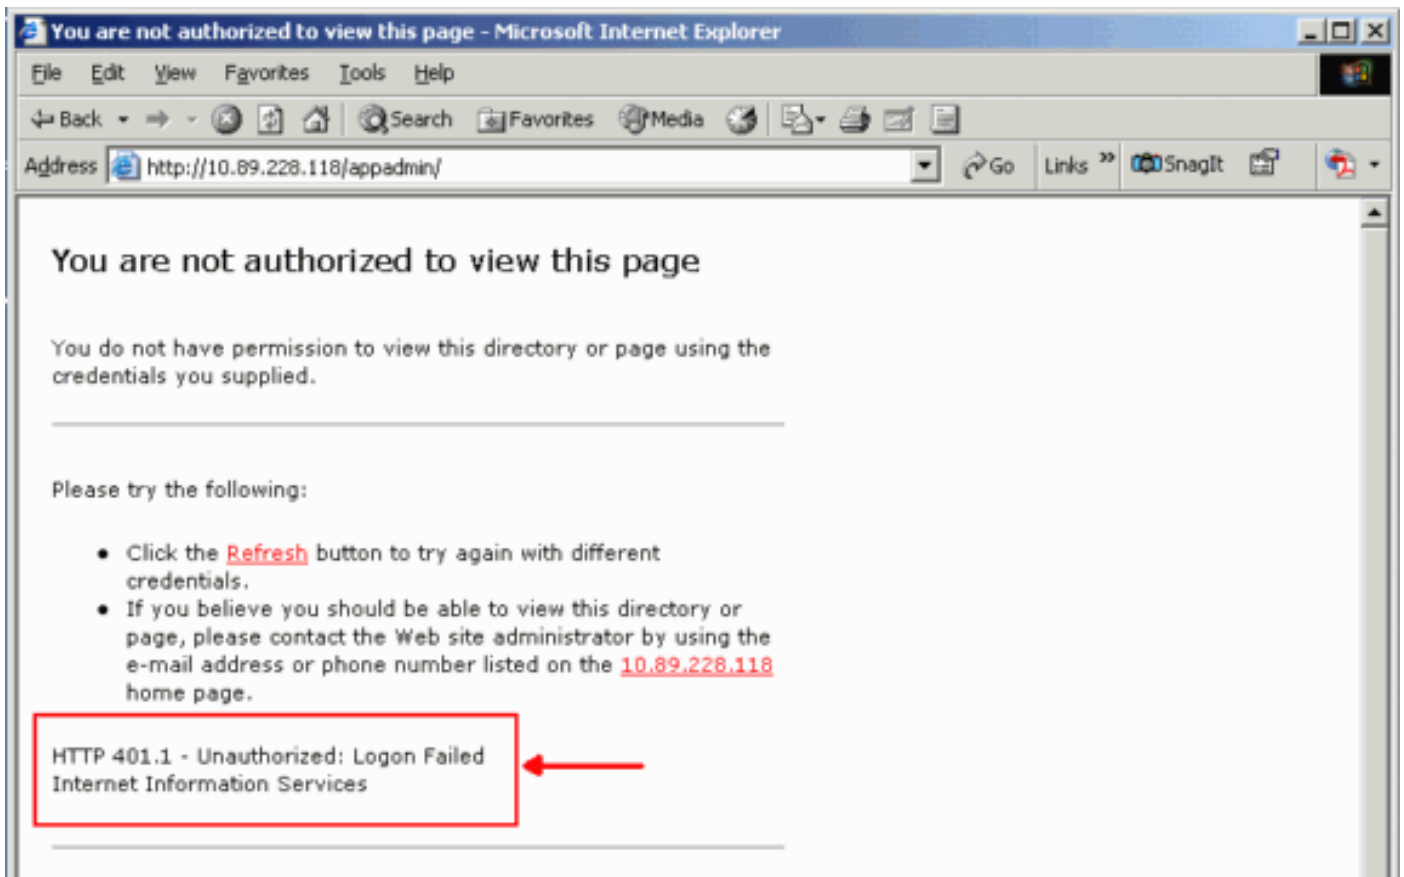 You are not authorized to view this page - Microsoft Internet Explorer
File Edit View Favorites Tools Help
Back Search Favorites Media
Address http://10.89.228.118/appadmin/ Go Links » SnagIt
You are not authorized to view this page
You do not have permission to view this directory or page using the
credentials you supplied.
Please try the following:
• Click the Refresh button to try again with different
credentials.
• If you believe you should be able to view this directory or
page, please contact the Web site administrator by using the
e-mail address or phone number listed on the 10.89.228.118
home page.
HTTP 401.1 - Unauthorized: Logon Failed
Internet Information Services